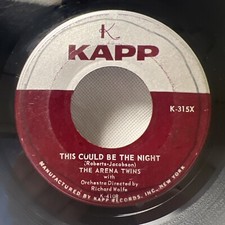 KAPP
K-315X
THIS COULD BE THE NIGHT
(Roberts-Jacobson)
THE ARENA TWINS
with
Orchestra Directed by
Richard Wolfe
MANUFACTURED BY KAPP RECORDS, INC., NEW YORK